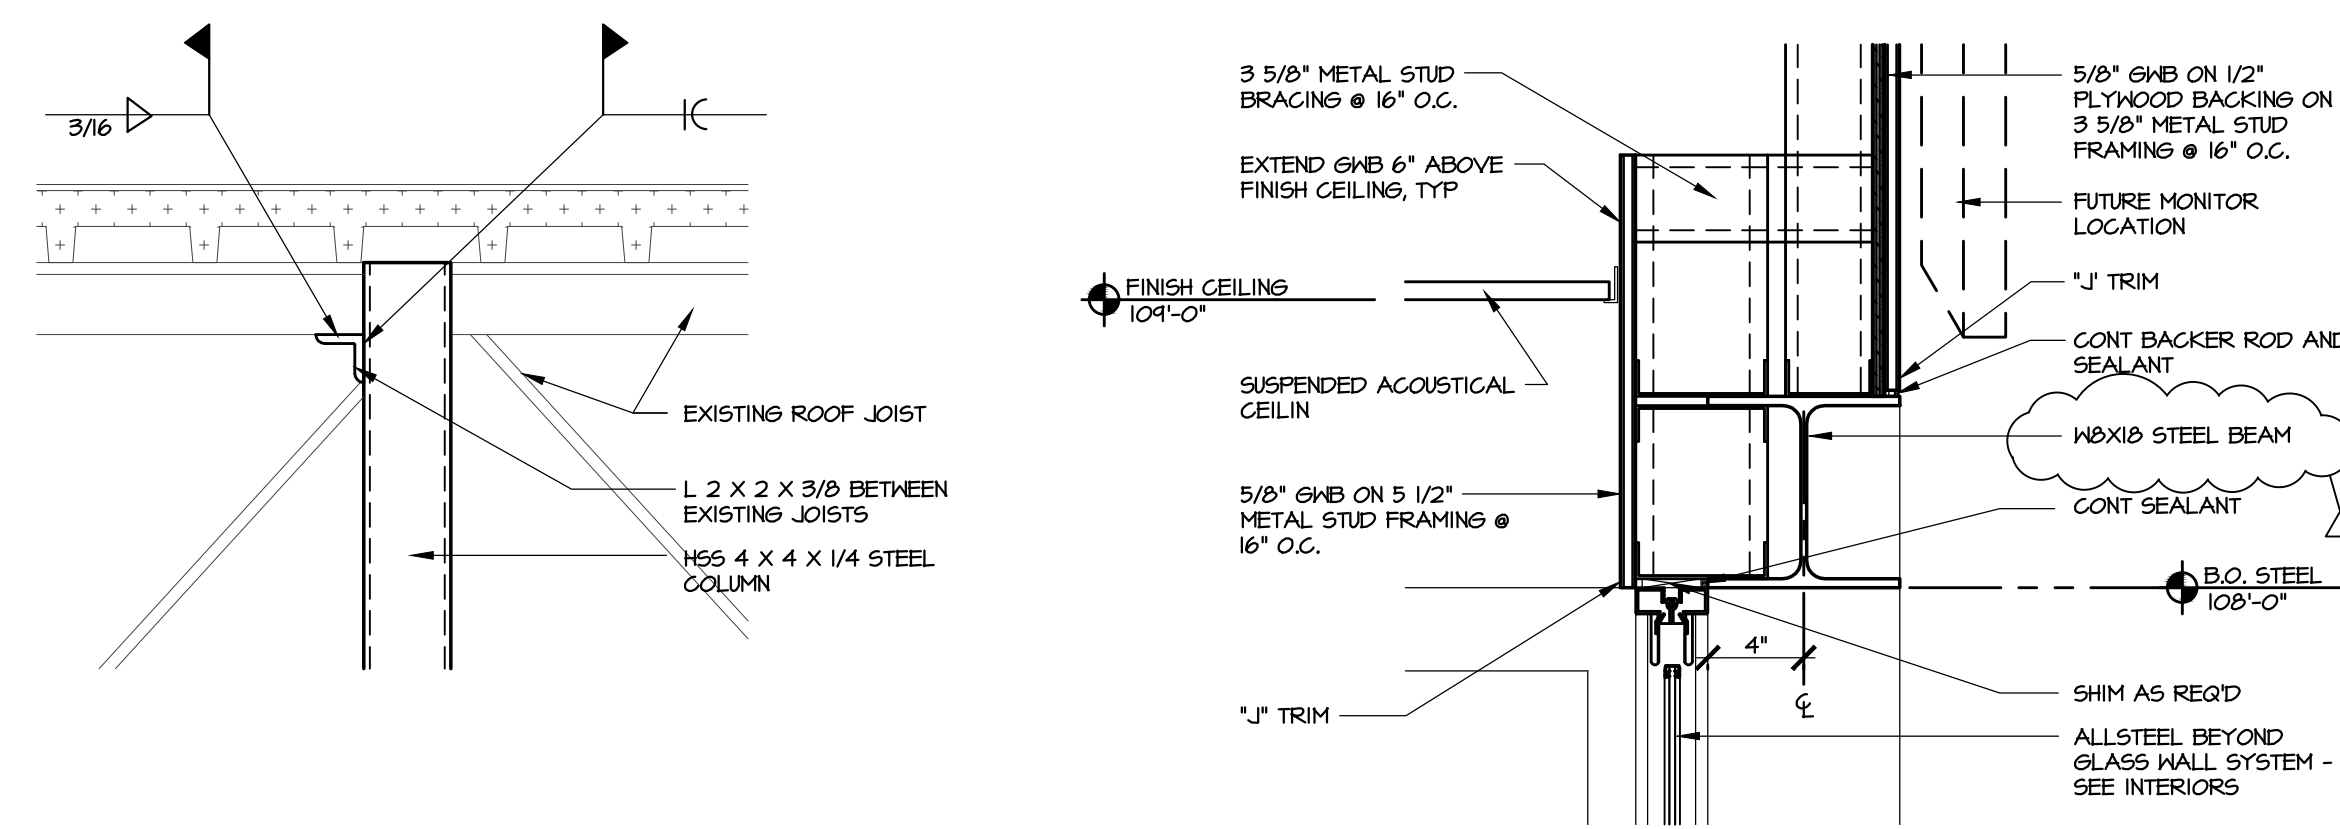 3/16
EXISTING ROOF JOIST
L 2 X 2 X 3/8 BETWEEN
EXISTING JOISTS
HSS 4 X 4 X 1/4 STEEL
COLUMN
3 5/8" METAL STUD
BRACING @ 16" O.C.
EXTEND GWB 6" ABOVE
FINISH CEILING, TYP
FINISH CEILING
109'-0"
SUSPENDED ACOUSTICAL
CEILIN
5/8" GWB ON 5 1/2"
METAL STUD FRAMING @
16" O.C.
"J" TRIM
4"
CL
5/8" GWB ON 1/2"
PLYWOOD BACKING ON
3 5/8" METAL STUD
FRAMING @ 16" O.C.
FUTURE MONITOR
LOCATION
"J" TRIM
CONT BACKER ROD AND
SEALANT
W8X18 STEEL BEAM
CONT SEALANT
B.O. STEEL
108'-0"
SHIM AS REQ'D
ALLSTEEL BEYOND
GLASS WALL SYSTEM -
SEE INTERIORS